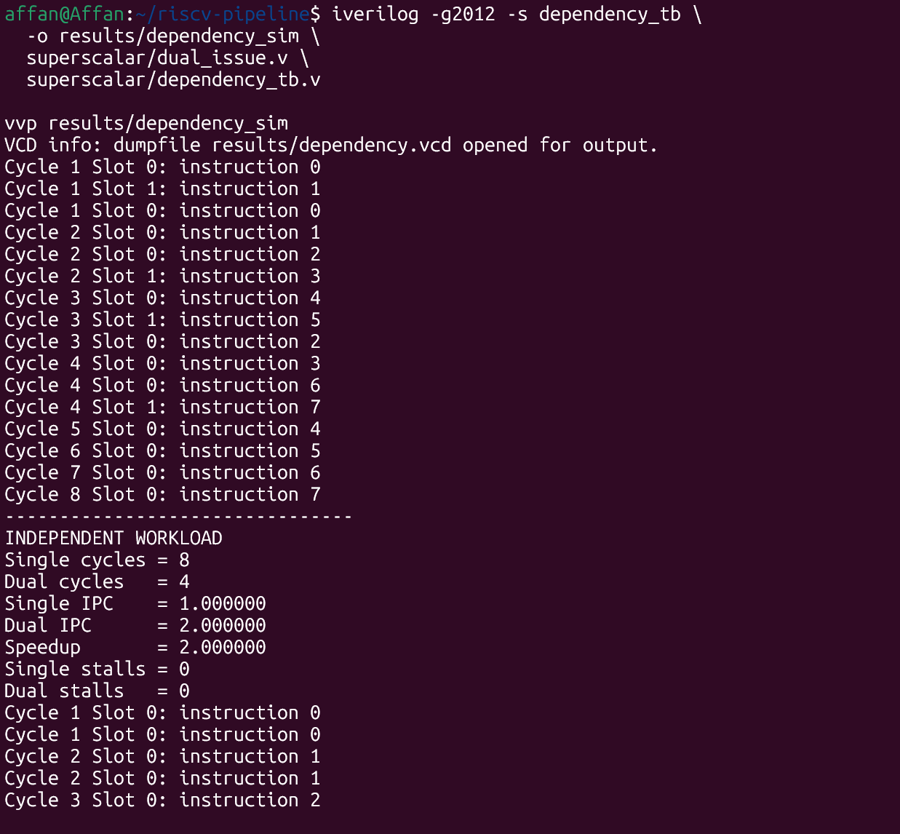 affan@Affan:~/riscv-pipeline$ iverilog -g2012 -s dependency_tb \
  -o results/dependency_sim \
  superscalar/dual_issue.v \
  superscalar/dependency_tb.v

vvp results/dependency_sim
VCD info: dumpfile results/dependency.vcd opened for output.
Cycle 1 Slot 0: instruction 0
Cycle 1 Slot 1: instruction 1
Cycle 1 Slot 0: instruction 0
Cycle 2 Slot 0: instruction 1
Cycle 2 Slot 0: instruction 2
Cycle 2 Slot 1: instruction 3
Cycle 3 Slot 0: instruction 4
Cycle 3 Slot 1: instruction 5
Cycle 3 Slot 0: instruction 2
Cycle 4 Slot 0: instruction 3
Cycle 4 Slot 0: instruction 6
Cycle 4 Slot 1: instruction 7
Cycle 5 Slot 0: instruction 4
Cycle 6 Slot 0: instruction 5
Cycle 7 Slot 0: instruction 6
Cycle 8 Slot 0: instruction 7
--------------------------------
INDEPENDENT WORKLOAD
Single cycles = 8
Dual cycles   = 4
Single IPC    = 1.000000
Dual IPC      = 2.000000
Speedup       = 2.000000
Single stalls = 0
Dual stalls   = 0
Cycle 1 Slot 0: instruction 0
Cycle 1 Slot 0: instruction 0
Cycle 2 Slot 0: instruction 1
Cycle 2 Slot 0: instruction 1
Cycle 3 Slot 0: instruction 2